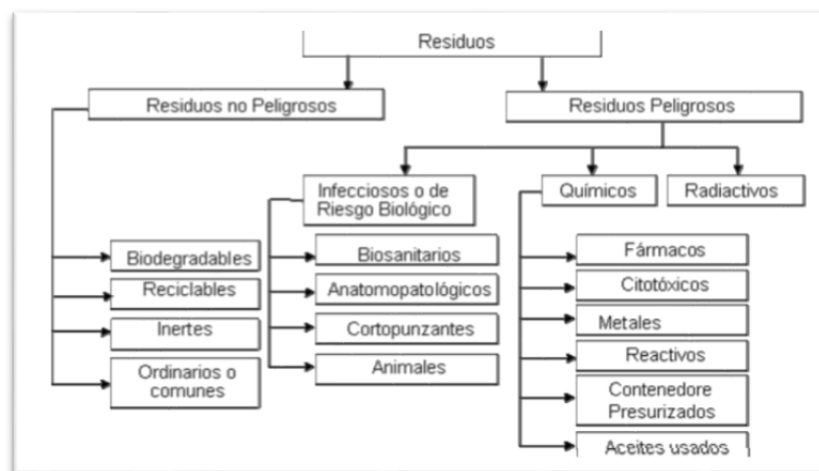 Residuos
Residuos no Peligrosos
Residuos Peligrosos
Infecciosos o de
Riesgo Biológico
Químicos
Radiactivos
Biodegradables
Reciclables
Inertes
Ordinarios o
comunes
Biosanitarios
Anatomopatológicos
Cortopunzantes
Animales
Fármacos
Citotóxicos
Metales
Reactivos
Contenedore
Presurizados
Aceites usados